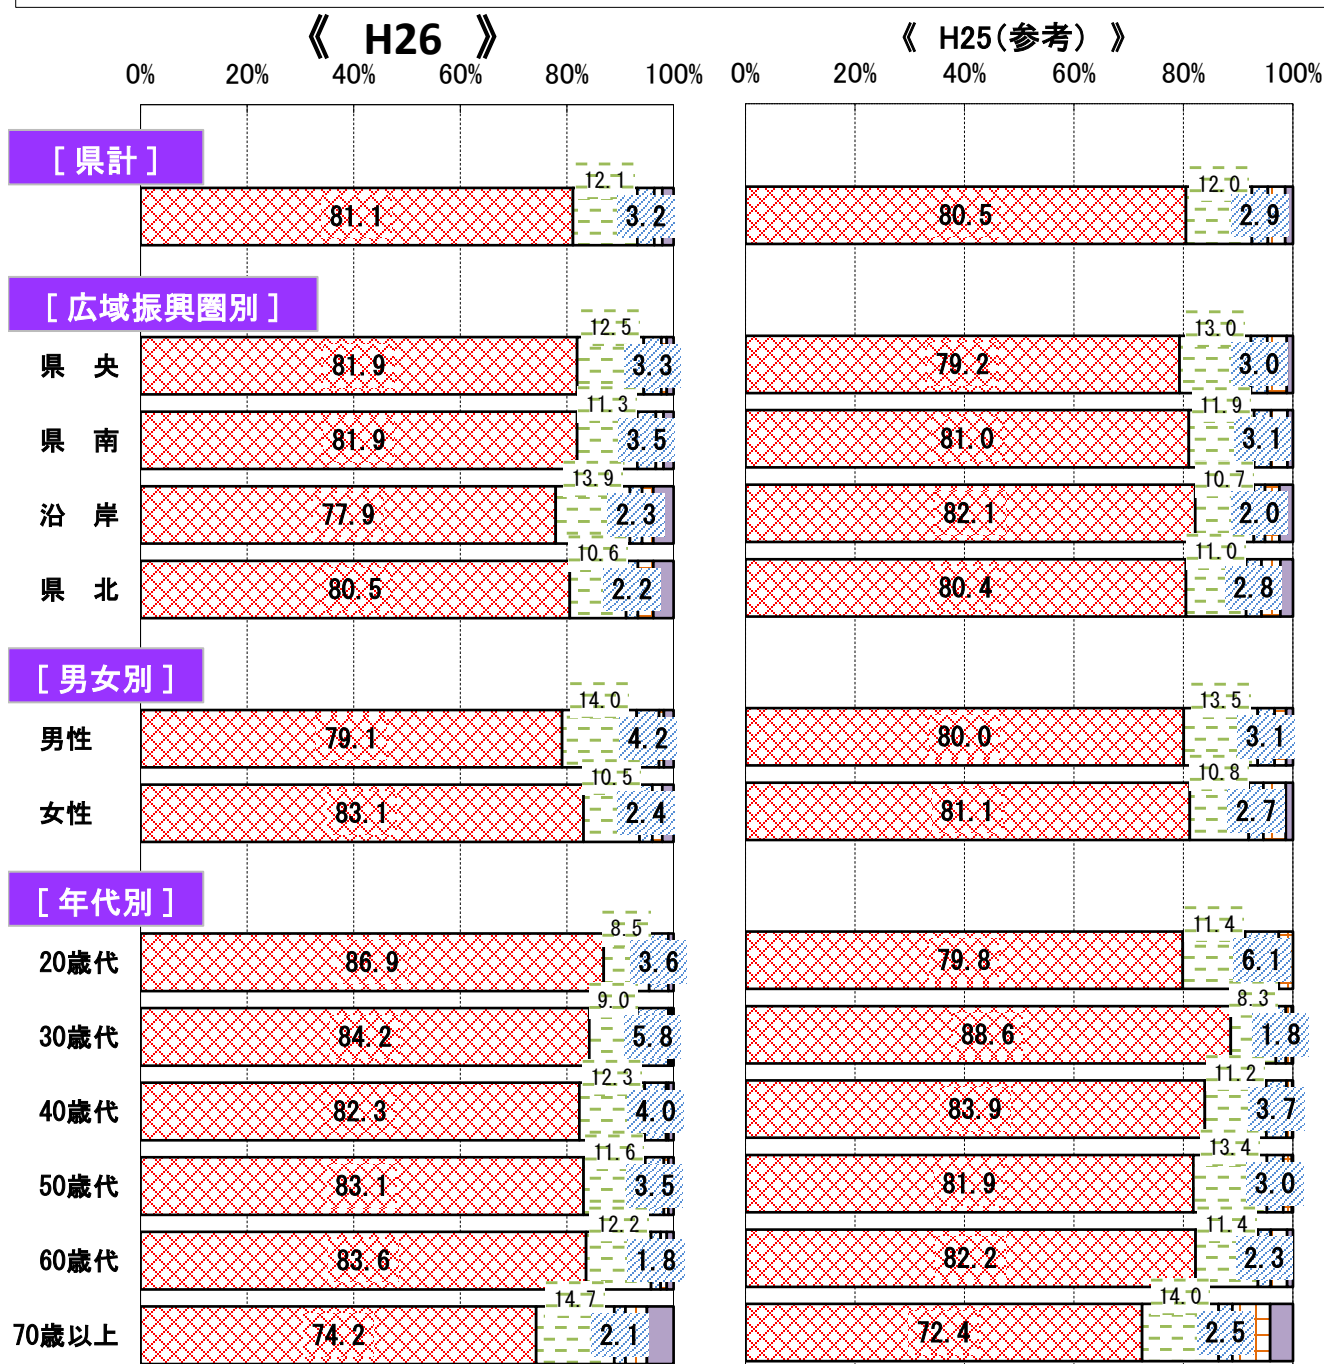 《 H26 》 《 H25(参考) 》
0% 20% 40% 60% 80% 100% 0% 20% 40% 60% 80% 100%
[ 県計 ]
81.1 12.1 3.2 80.5 12.0 2.9
[ 広域振興圏別 ]
県 央 81.9 12.5 3.3 79.2 13.0 3.0
県 南 81.9 11.3 3.5 81.0 11.9 3.1
沿 岸 77.9 13.9 2.3 82.1 10.7 2.0
県 北 80.5 10.6 2.2 80.4 11.0 2.8
[ 男女別 ]
男性 79.1 14.0 4.2 80.0 13.5 3.1
女性 83.1 10.5 2.4 81.1 10.8 2.7
[ 年代別 ]
20歳代 86.9 8.5 3.6 79.8 11.4 6.1
30歳代 84.2 9.0 5.8 88.6 8.3 1.8
40歳代 82.3 12.3 4.0 83.9 11.2 3.7
50歳代 83.1 11.6 3.5 81.9 13.4 3.0
60歳代 83.6 12.2 1.8 82.2 11.4 2.3
70歳以上 74.2 14.7 2.1 72.4 14.0 2.5